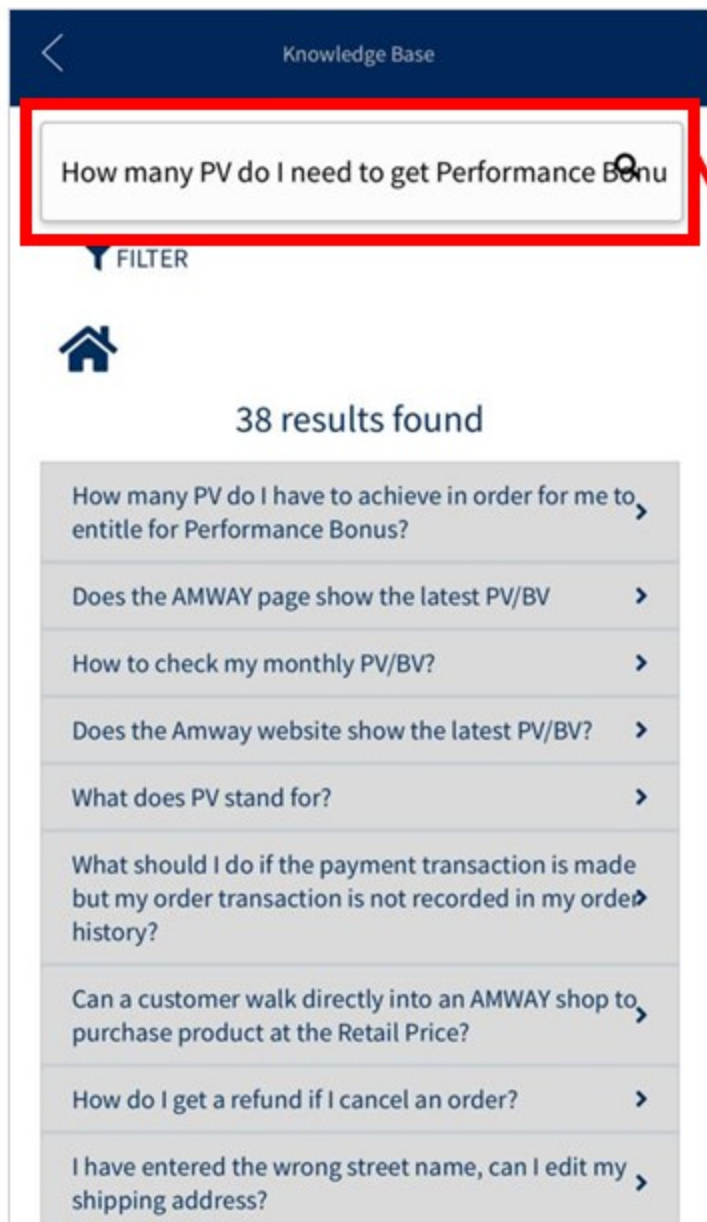 Knowledge Base
How many PV do I need to get Performance Bonu
FILTER
38 results found
How many PV do I have to achieve in order for me to
entitle for Performance Bonus?
Does the AMWAY page show the latest PV/BV
How to check my monthly PV/BV?
Does the Amway website show the latest PV/BV?
What does PV stand for?
What should I do if the payment transaction is made
but my order transaction is not recorded in my order
history?
Can a customer walk directly into an AMWAY shop to
purchase product at the Retail Price?
How do I get a refund if I cancel an order?
I have entered the wrong street name, can I edit my
shipping address?